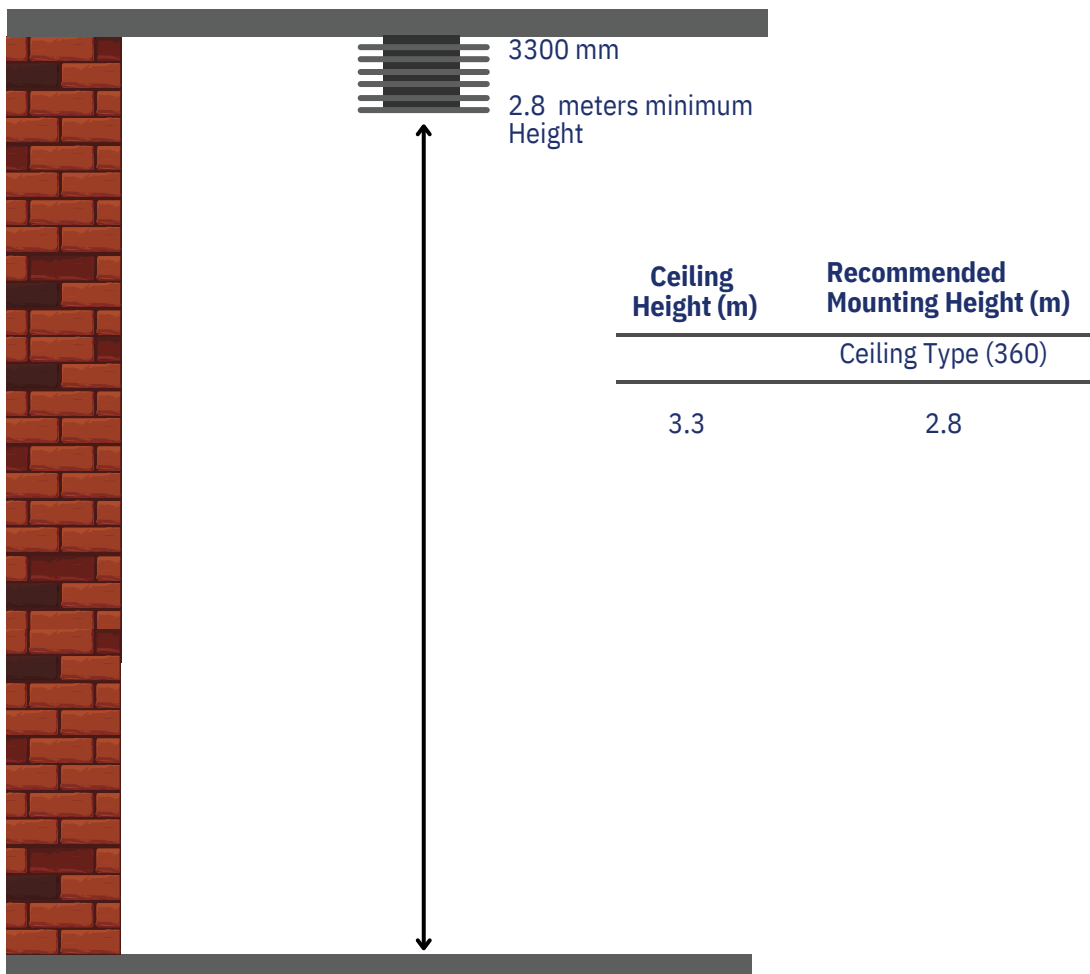 3300 mm
2.8 meters minimum
Height
Ceiling
Height (m)
Recommended
Mounting Height (m)
Ceiling Type (360)
3.3
2.8